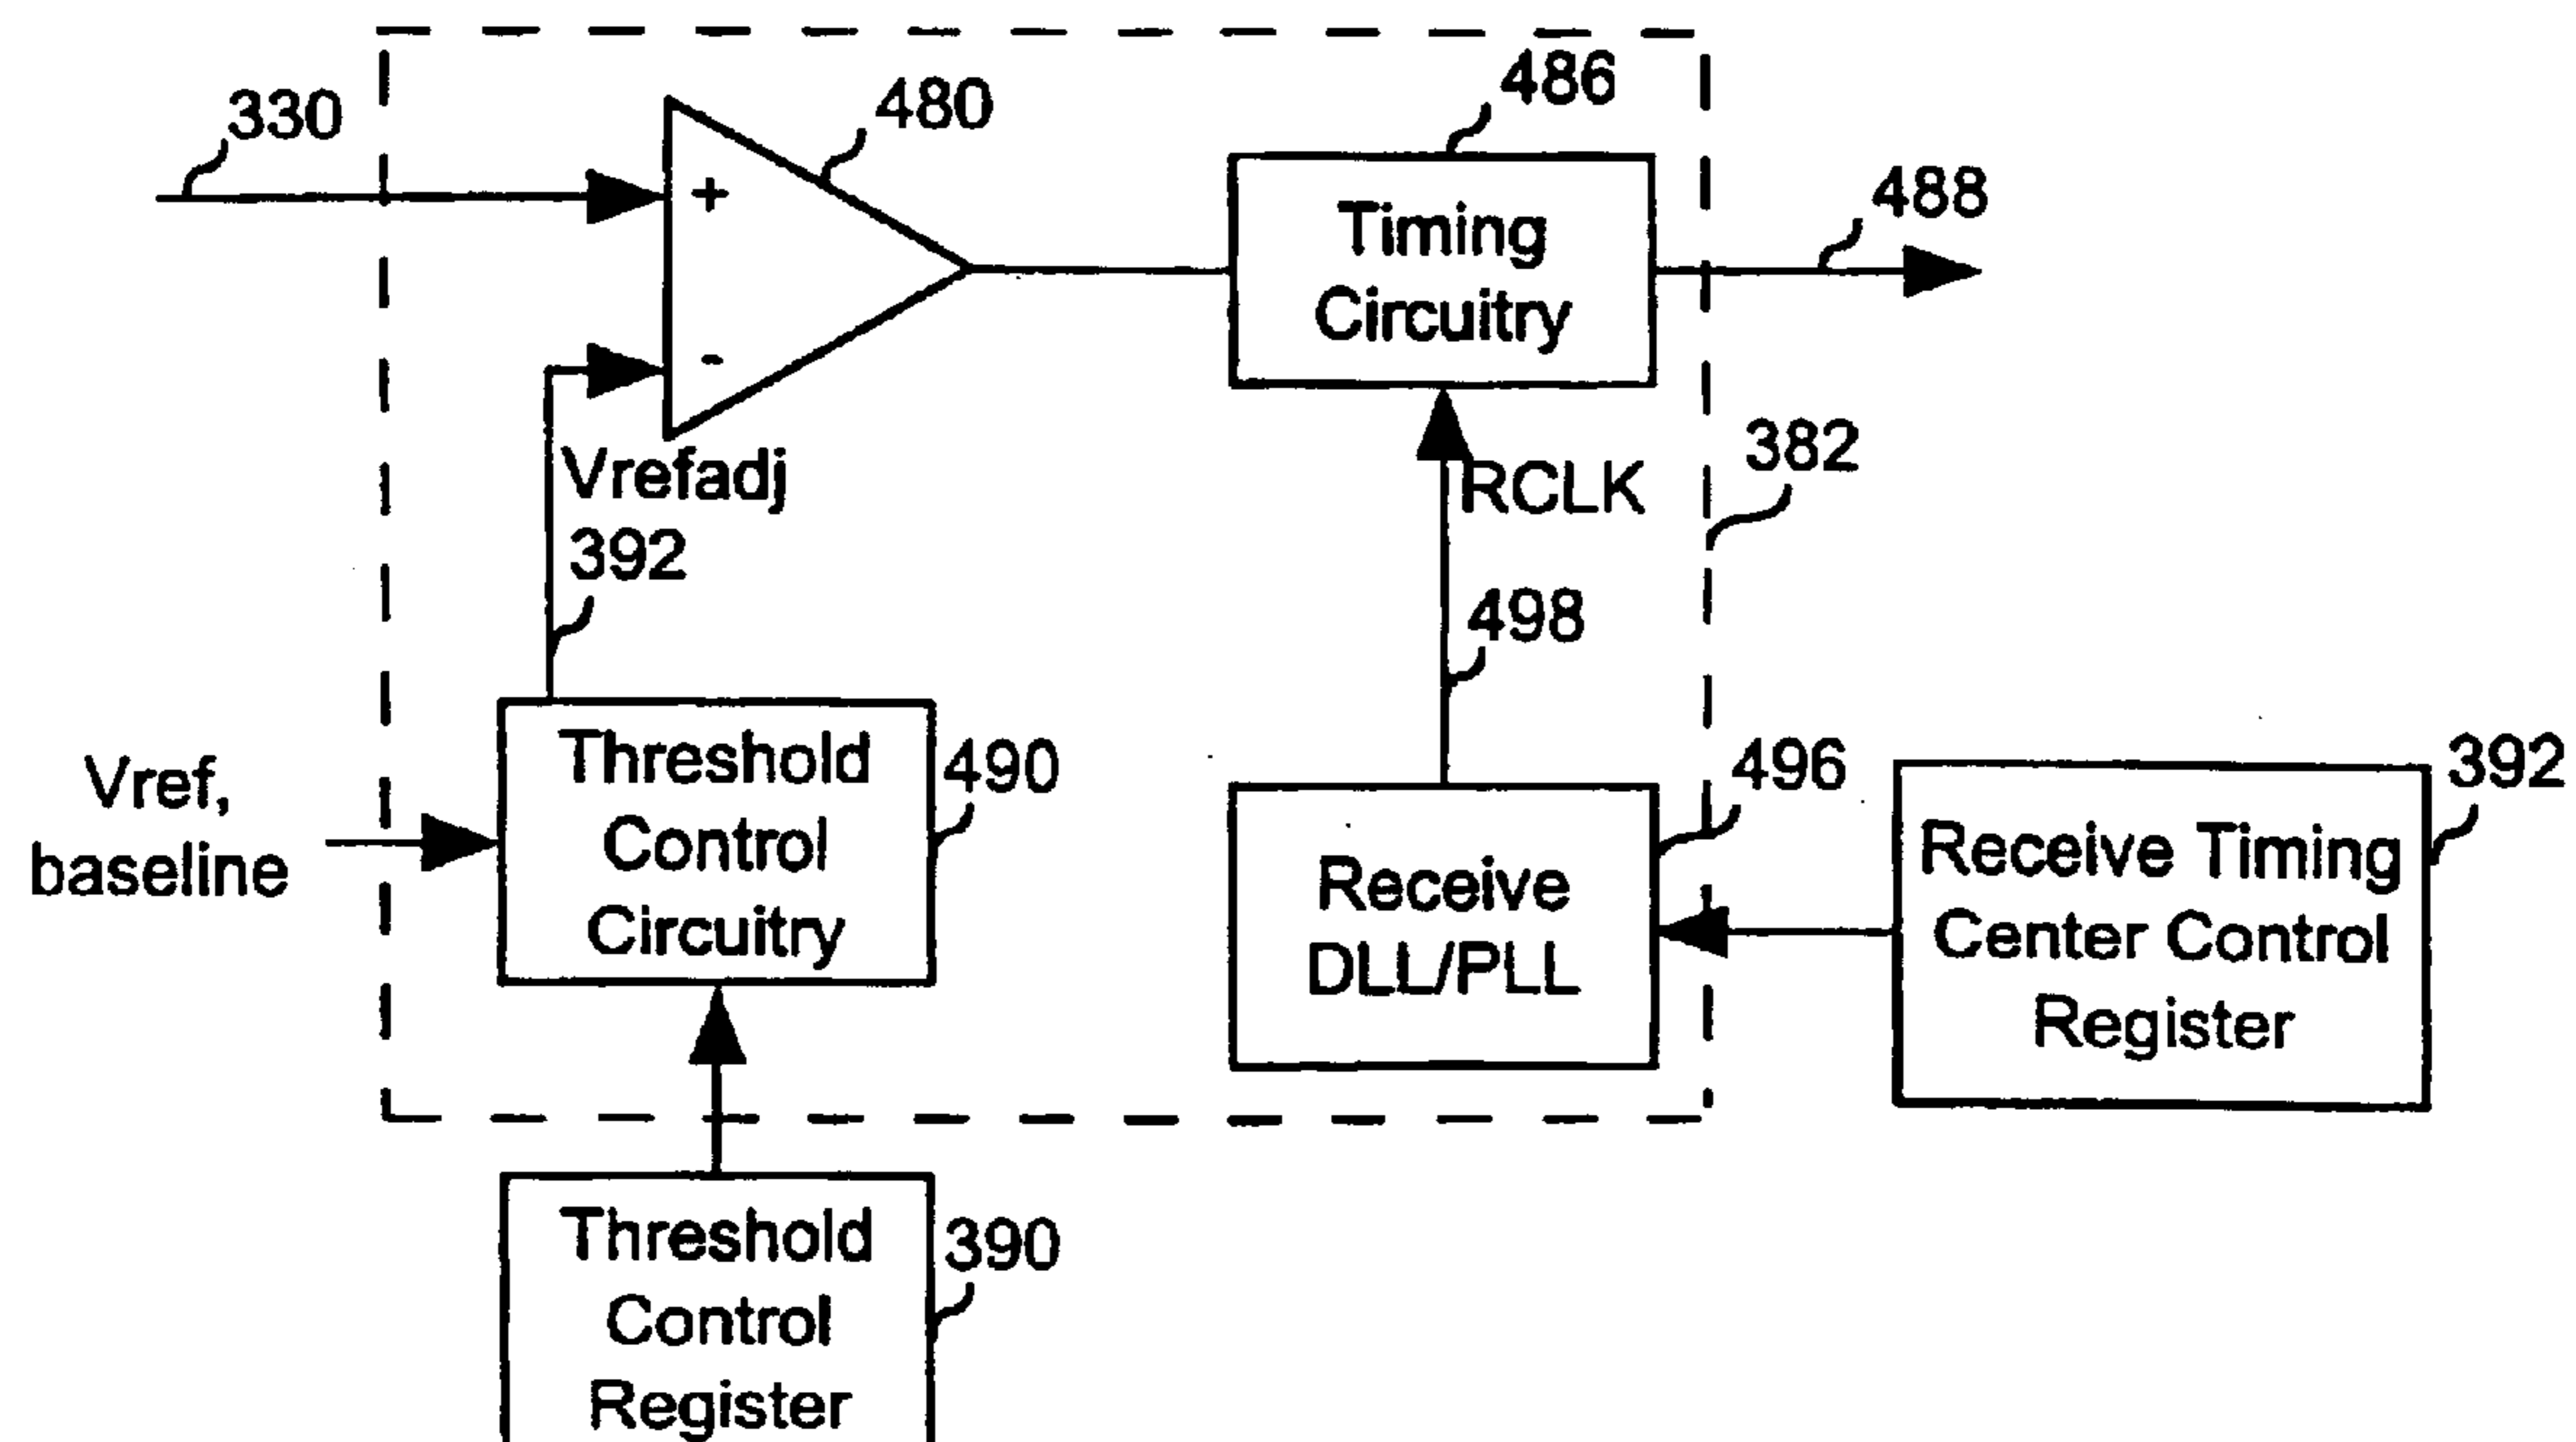 330
480
486
+
-
Timing
Circuitry
488
Vrefadj
392
RCLK
382
498
Vref,
baseline
Threshold
Control
Circuitry
490
Receive
DLL/PLL
496
Receive Timing
Center Control
Register
392
Threshold
Control
Register
390